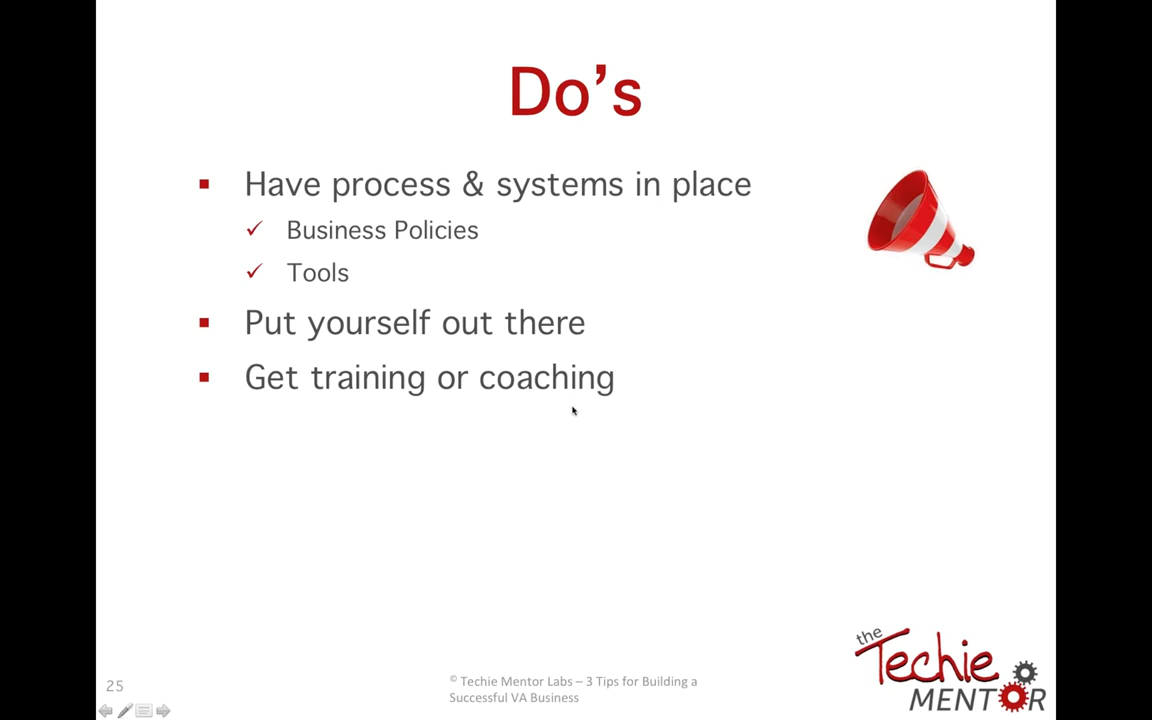 Do’s
Have process & systems in place
Business Policies
Tools
Put yourself out there
Get training or coaching
25
© Techie Mentor Labs – 3 Tips for Building a
Successful VA Business
the
Techie
MENTOR